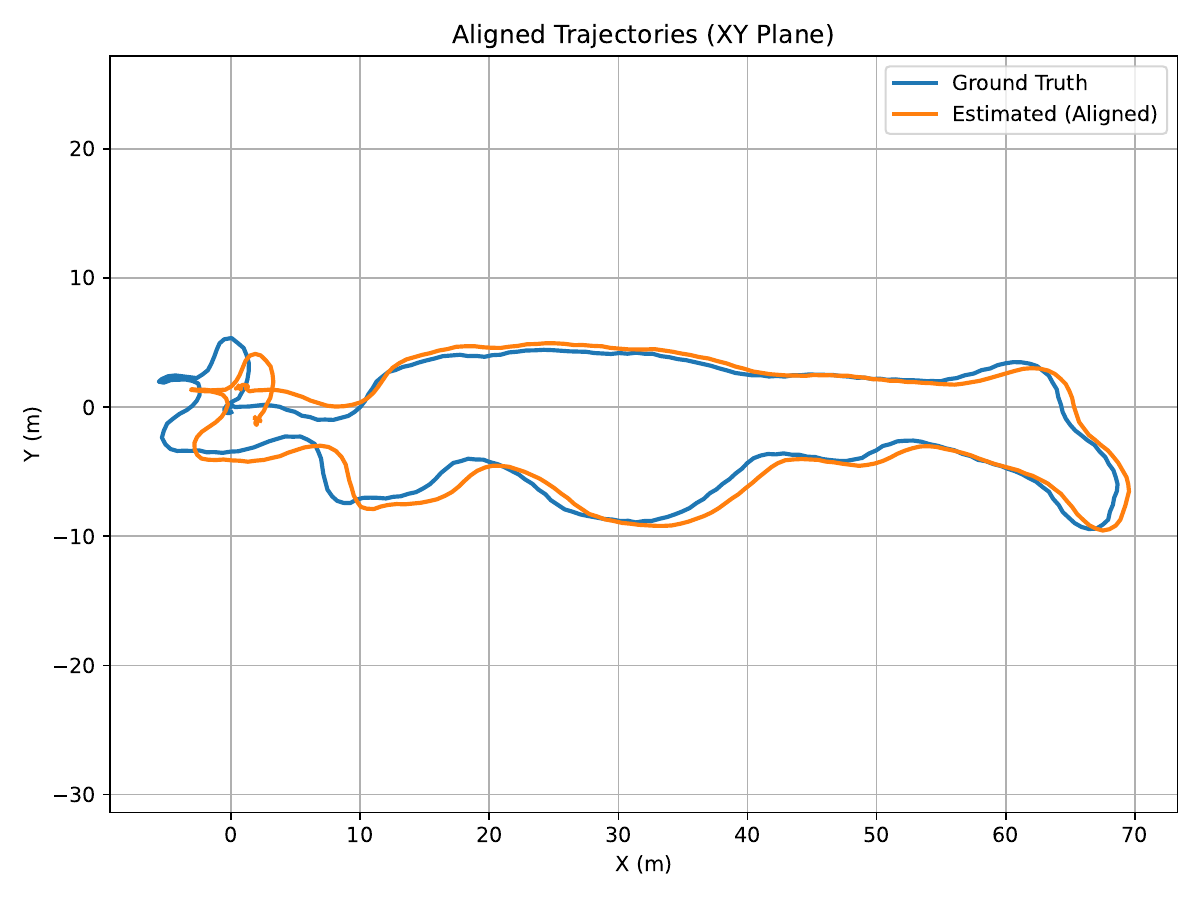 Aligned Trajectories (XY Plane)
Ground Truth
Estimated (Aligned)
20
10
0
−10
−20
−30
Y (m)
0 10 20 30 40 50 60 70
X (m)